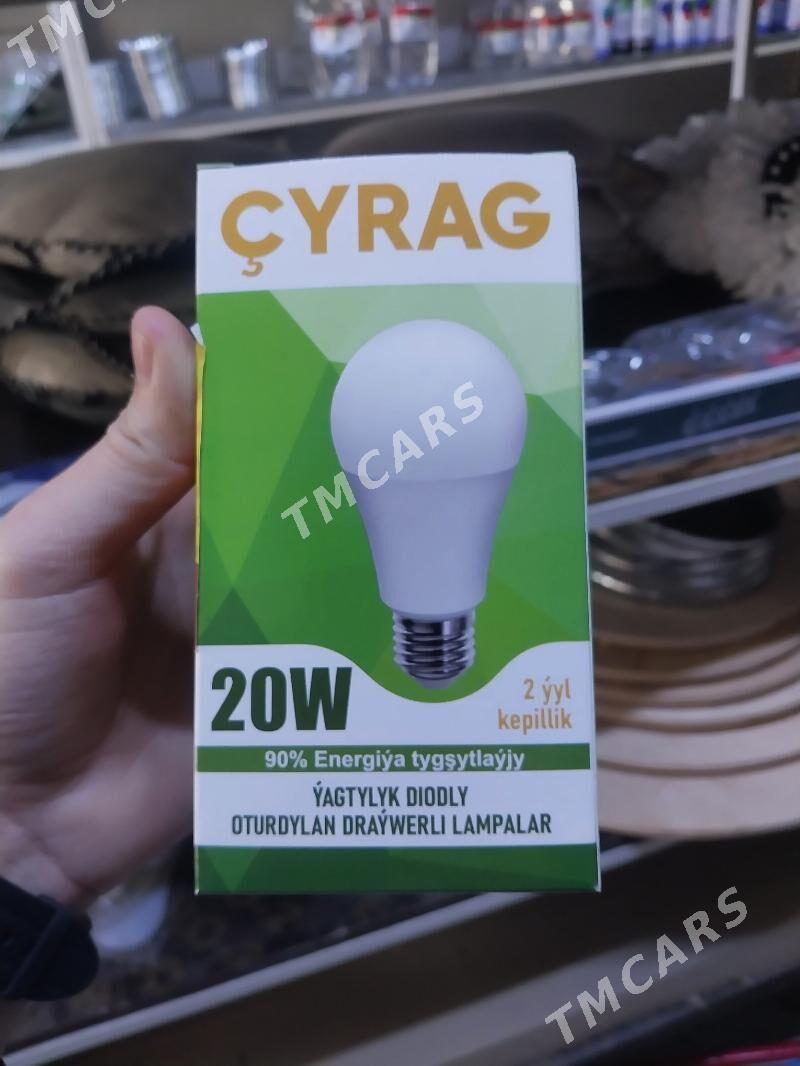 TMCARS
ÇYRAG
TMCARS
20W
2 ýyl
kepillik
90% Energiýa tygşytlaýjy
ÝAGTYLYK DIODLY
OTURDYLAN DRAÝWERLI LAMPALAR
TMCARS